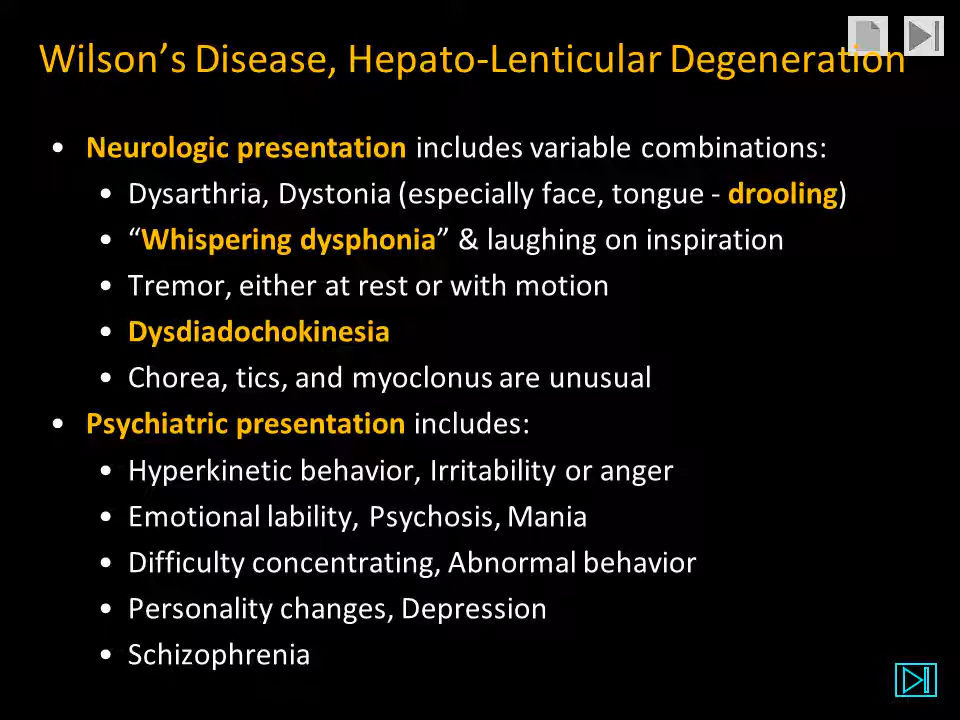 Wilson’s Disease, Hepato-Lenticular Degeneration
• Neurologic presentation includes variable combinations:
• Dysarthria, Dystonia (especially face, tongue - drooling)
• “Whispering dysphonia” & laughing on inspiration
• Tremor, either at rest or with motion
• Dysdiadochokinesia
• Chorea, tics, and myoclonus are unusual
• Psychiatric presentation includes:
• Hyperkinetic behavior, Irritability or anger
• Emotional lability, Psychosis, Mania
• Difficulty concentrating, Abnormal behavior
• Personality changes, Depression
• Schizophrenia